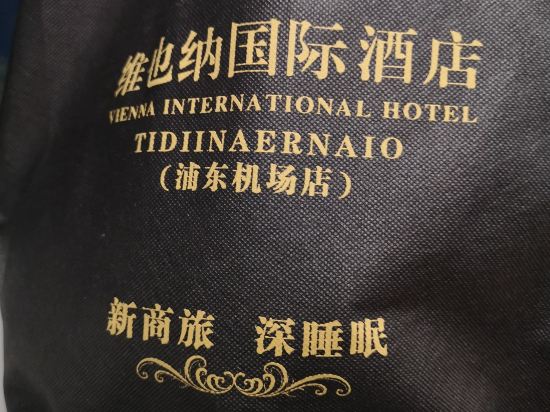 维也纳国际酒店
VIENNA INTERNATIONAL HOTEL
TIDIINAERNAIO
(浦东机场店)
新商旅 深睡眠